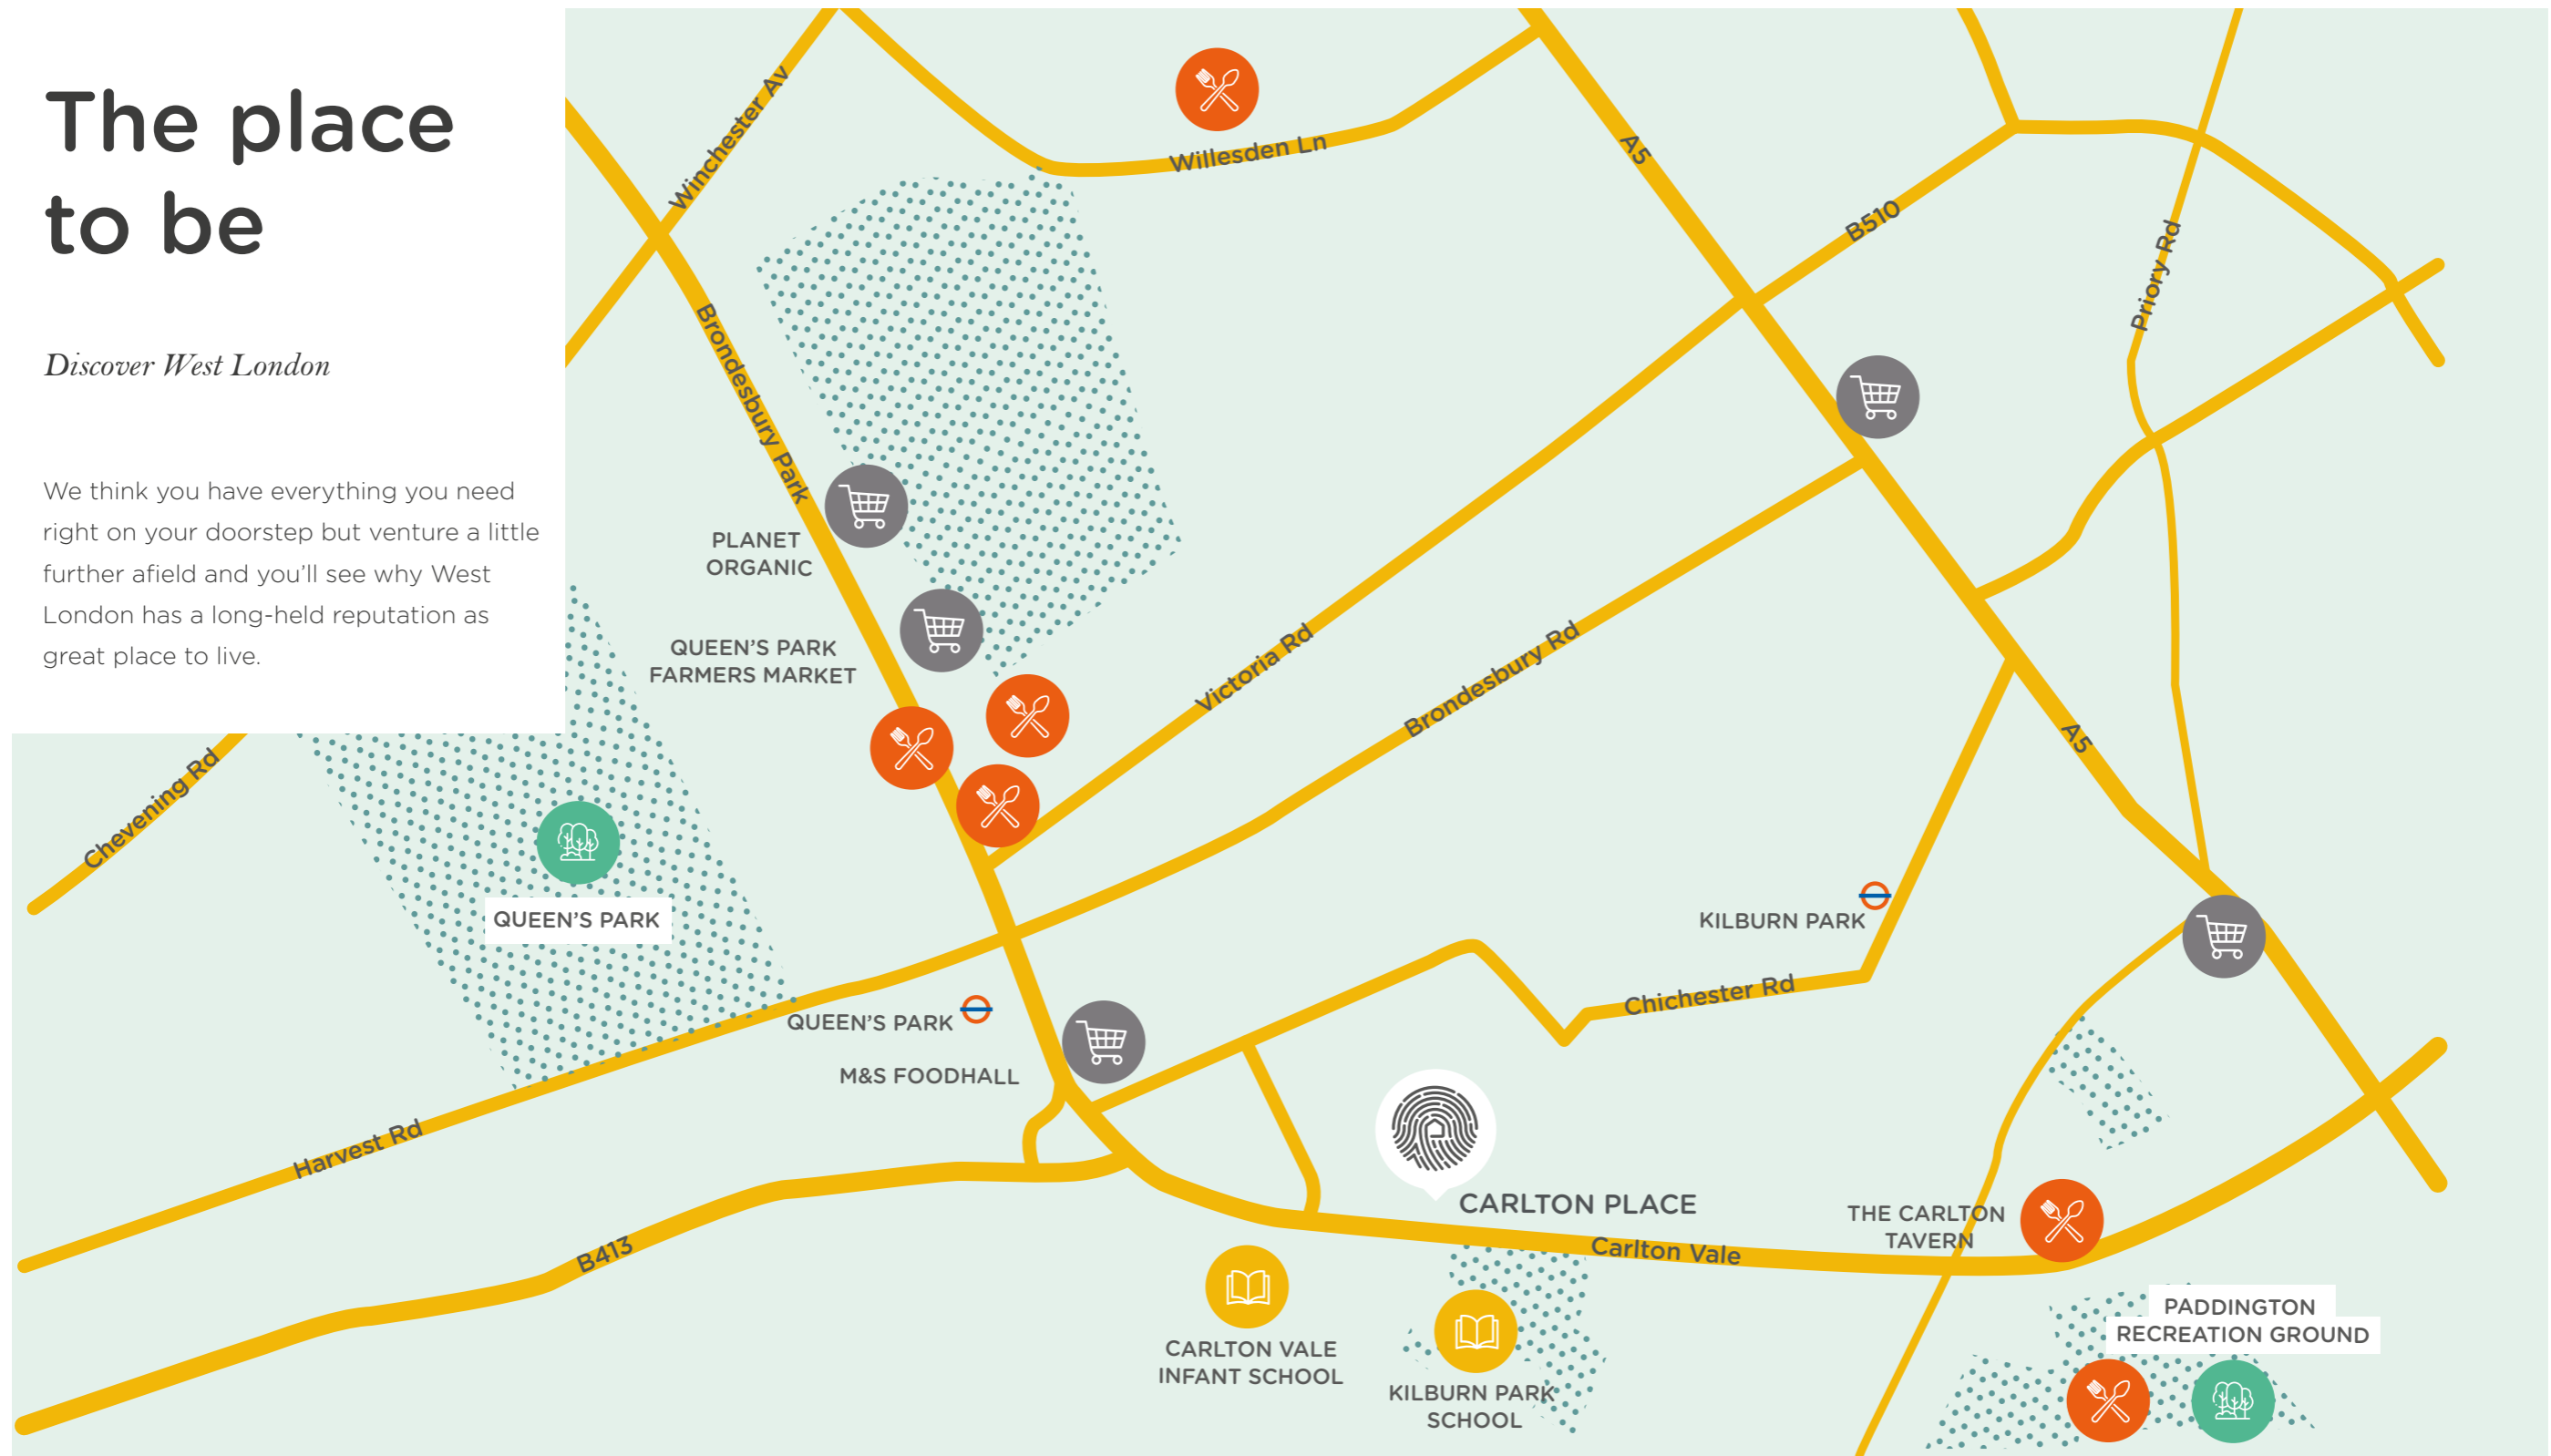 The place
to be
Discover West London
We think you have everything you need
right on your doorstep but venture a little
further afield and you'll see why West
London has a long-held reputation as
great place to live.
Winchester Av
Willesden Ln
A5
B510
Priory Rd
Brondesbury Park
PLANET
ORGANIC
QUEEN'S PARK
FARMERS MARKET
Victoria Rd
Brondesbury Rd
A5
Chevening Rd
QUEEN'S PARK
KILBURN PARK
Chichester Rd
QUEEN'S PARK
M&S FOODHALL
Harvest Rd
CARLTON PLACE
THE CARLTON
TAVERN
Carlton Vale
B413
PADDINGTON
RECREATION GROUND
CARLTON VALE
INFANT SCHOOL
KILBURN PARK
SCHOOL